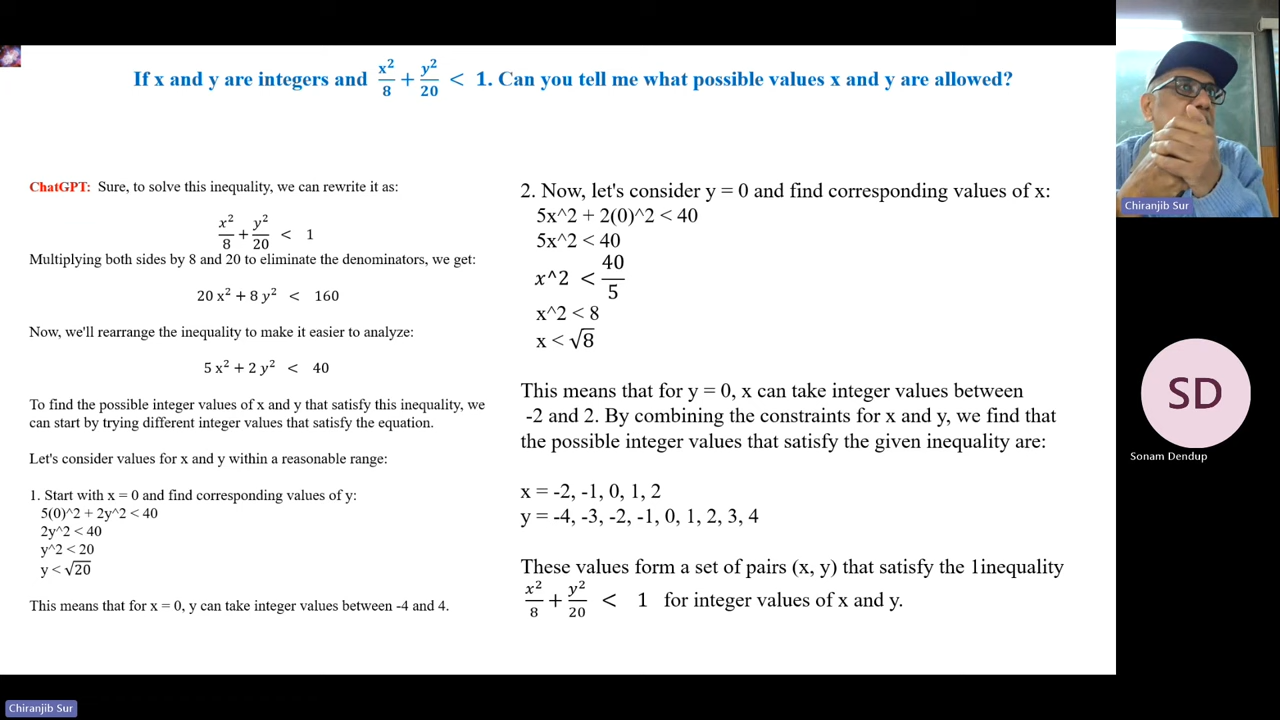 If x and y are integers and x²/8 + y²/20 < 1. Can you tell me what possible values x and y are allowed?
ChatGPT: Sure, to solve this inequality, we can rewrite it as:
x²/8 + y²/20 < 1
Multiplying both sides by 8 and 20 to eliminate the denominators, we get:
20 x² + 8 y² < 160
Now, we'll rearrange the inequality to make it easier to analyze:
5 x² + 2 y² < 40
To find the possible integer values of x and y that satisfy this inequality, we
can start by trying different integer values that satisfy the equation.
Let's consider values for x and y within a reasonable range:
1. Start with x = 0 and find corresponding values of y:
5(0)^2 + 2y^2 < 40
2y^2 < 40
y^2 < 20
y < √20
This means that for x = 0, y can take integer values between -4 and 4.
2. Now, let's consider y = 0 and find corresponding values of x:
5x^2 + 2(0)^2 < 40
5x^2 < 40
x^2 < 40/5
x^2 < 8
x < √8
This means that for y = 0, x can take integer values between
-2 and 2. By combining the constraints for x and y, we find that
the possible integer values that satisfy the given inequality are:
x = -2, -1, 0, 1, 2
y = -4, -3, -2, -1, 0, 1, 2, 3, 4
These values form a set of pairs (x, y) that satisfy the 1inequality
x²/8 + y²/20 < 1 for integer values of x and y.
Chiranjib Sur
SD
Sonam Dendup
Chiranjib Sur